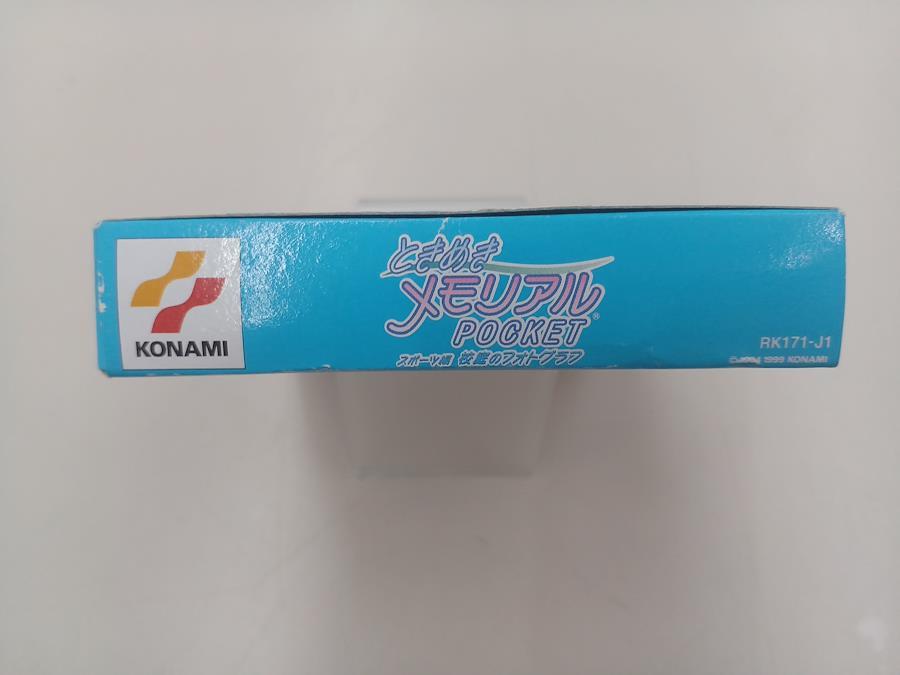 KONAMI
ときめき
メモリアル®
POCKET
スポーツ編 校庭のフォトグラフ
RK171-J1
©1994 1999 KONAMI